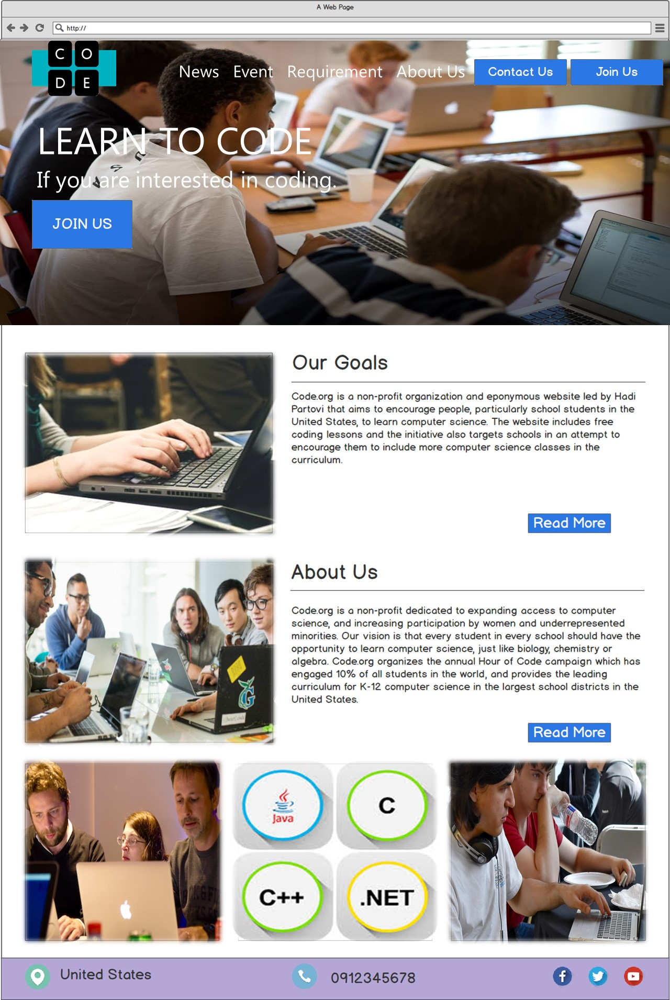 A Web Page
http://
C O
D E
News Event Requirement About Us Contact Us Join Us
LEARN TO CODE
If you are interested in coding.
JOIN US
Our Goals
Code.org is a non-profit organization and eponymous website led by Hadi
Partovi that aims to encourage people, particularly school students in the
United States, to learn computer science. The website includes free
coding lessons and the initiative also targets schools in an attempt to
encourage them to include more computer science classes in the
curriculum.
Read More
About Us
Code.org is a non-profit dedicated to expanding access to computer
science, and increasing participation by women and underrepresented
minorities. Our vision is that every student in every school should have the
opportunity to learn computer science, just like biology, chemistry or
algebra. Code.org organizes the annual Hour of Code campaign which has
engaged 10% of all students in the world, and provides the leading
curriculum for K-12 computer science in the largest school districts in the
United States.
Read More
Java
C
C++
.NET
United States
0912345678